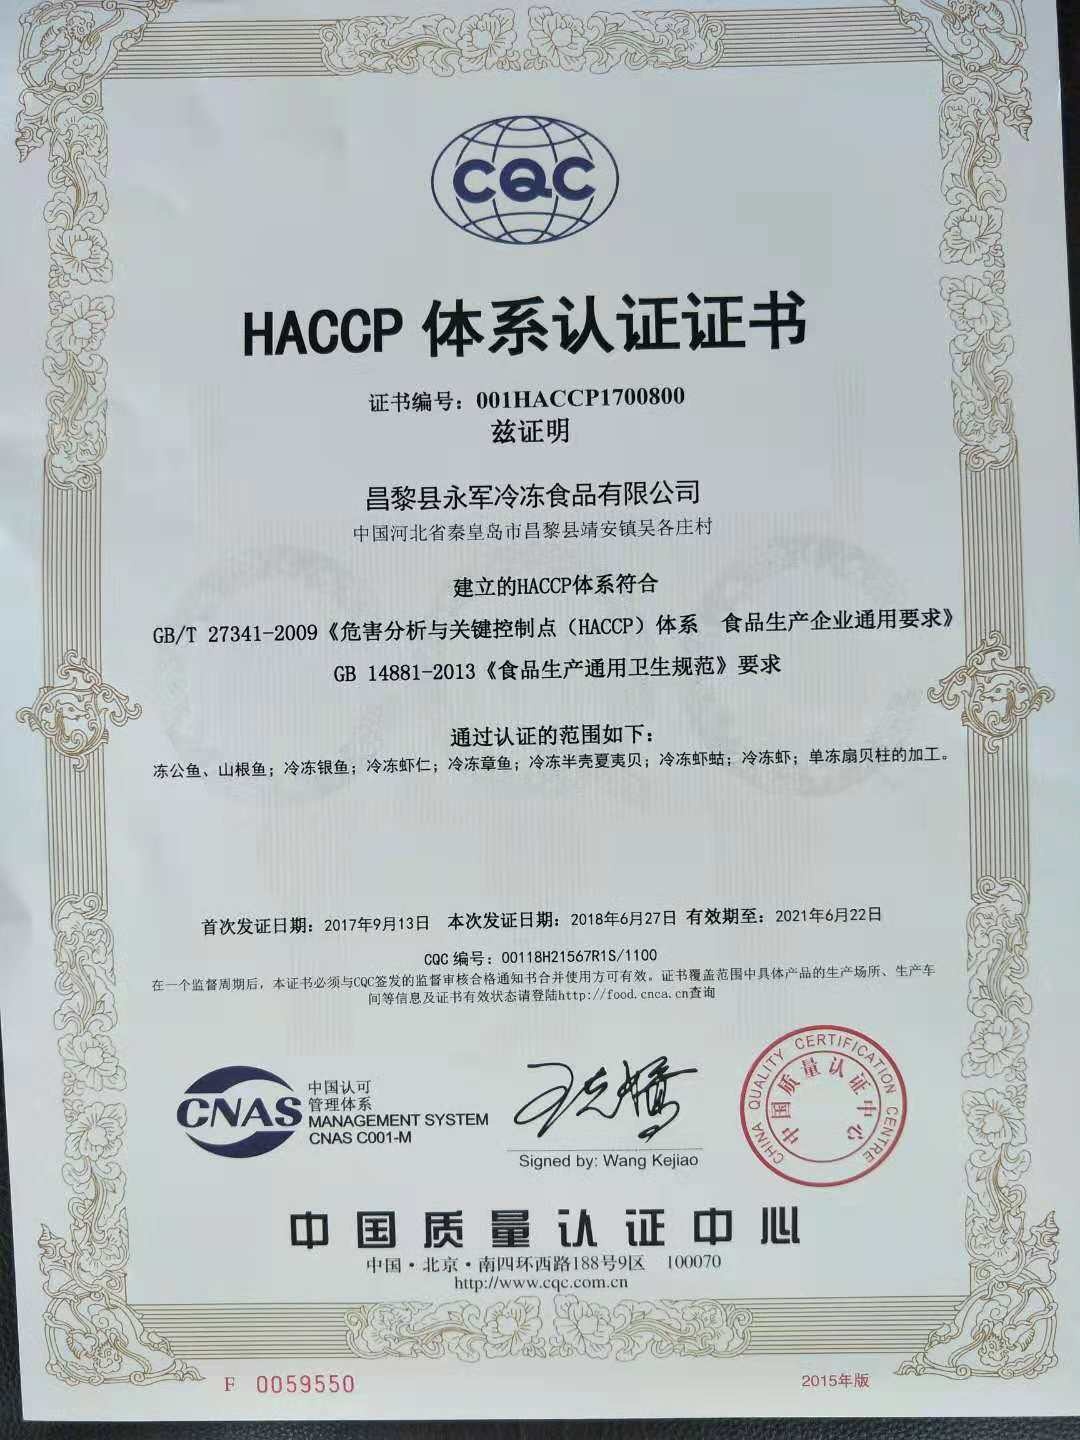 CQC
HACCP 体系认证证书
证书编号：001HACCP1700800
兹证明
昌黎县永军冷冻食品有限公司
中国河北省秦皇岛市昌黎县靖安镇吴各庄村
建立的HACCP体系符合
GB/T 27341-2009《危害分析与关键控制点（HACCP）体系　食品生产企业通用要求》
GB 14881-2013《食品生产通用卫生规范》要求
通过认证的范围如下：
冻公鱼、山根鱼；冷冻银鱼；冷冻虾仁；冷冻章鱼；冷冻半壳夏夷贝；冷冻虾蛄；冷冻虾；单冻扇贝柱的加工。
首次发证日期：2017年9月13日 本次发证日期：2018年6月27日 有效期至：2021年6月22日
CQC 编号：00118H21567R1S/1100
在一个监督周期后，本证书必须与CQC签发的监督审核合格通知书合并使用方可有效。证书覆盖范围中具体产品的生产场所、生产车
间等信息及证书有效状态请登陆http://food.cnca.cn查询
CNAS
中国认可
管理体系
MANAGEMENT SYSTEM
CNAS C001-M
王克娇
Signed by: Wang Kejiao
CHINA QUALITY CERTIFICATION CENTRE
中国质量认证中心
中国质量认证中心
中国·北京·南四环西路188号9区 100070
http://www.cqc.com.cn
F 0059550
2015年版